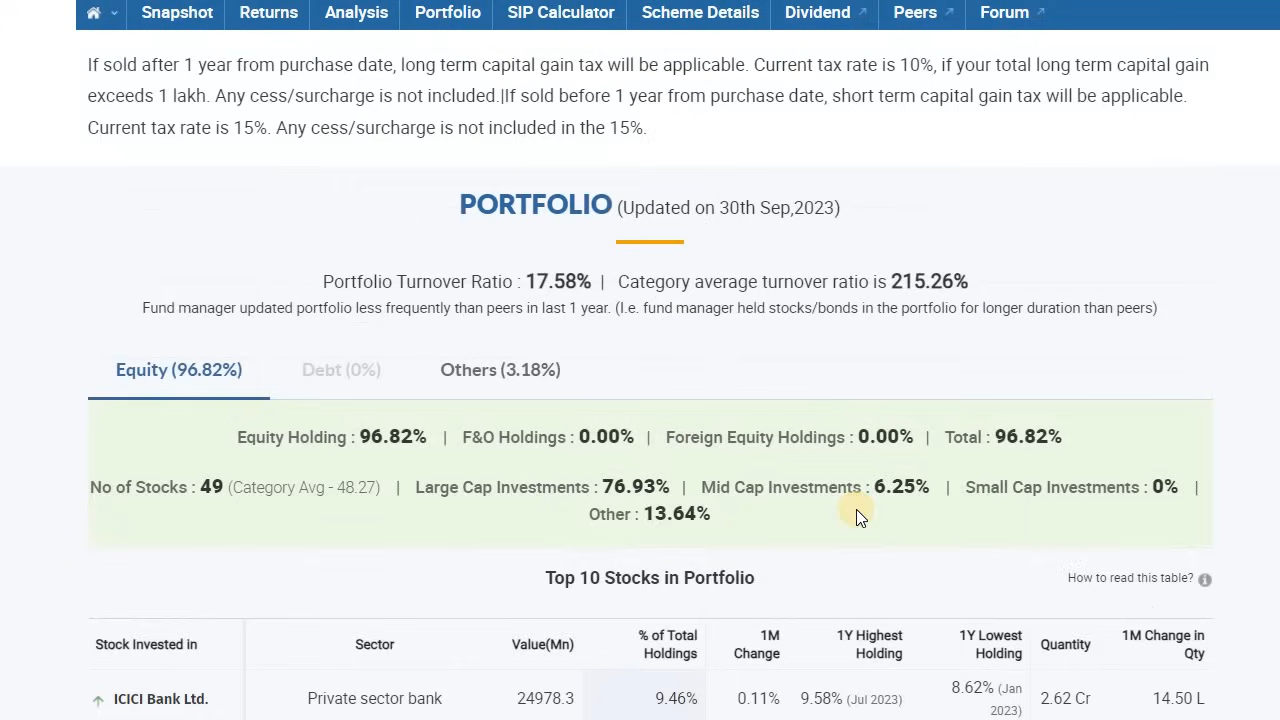 Snapshot Returns Analysis Portfolio SIP Calculator Scheme Details Dividend Peers Forum
If sold after 1 year from purchase date, long term capital gain tax will be applicable. Current tax rate is 10%, if your total long term capital gain
exceeds 1 lakh. Any cess/surcharge is not included.|If sold before 1 year from purchase date, short term capital gain tax will be applicable.
Current tax rate is 15%. Any cess/surcharge is not included in the 15%.
PORTFOLIO (Updated on 30th Sep,2023)
Portfolio Turnover Ratio : 17.58% | Category average turnover ratio is 215.26%
Fund manager updated portfolio less frequently than peers in last 1 year. (I.e. fund manager held stocks/bonds in the portfolio for longer duration than peers)
Equity (96.82%) Debt (0%) Others (3.18%)
Equity Holding : 96.82% | F&O Holdings : 0.00% | Foreign Equity Holdings : 0.00% | Total : 96.82%
No of Stocks : 49 (Category Avg - 48.27) | Large Cap Investments : 76.93% | Mid Cap Investments : 6.25% | Small Cap Investments : 0% |
Other : 13.64%
Top 10 Stocks in Portfolio How to read this table?
Stock Invested in Sector Value(Mn) % of Total Holdings 1M Change 1Y Highest Holding 1Y Lowest Holding Quantity 1M Change in Qty
ICICI Bank Ltd. Private sector bank 24978.3 9.46% 0.11% 9.58% (Jul 2023) 8.62% (Jan 2023) 2.62 Cr 14.50 L